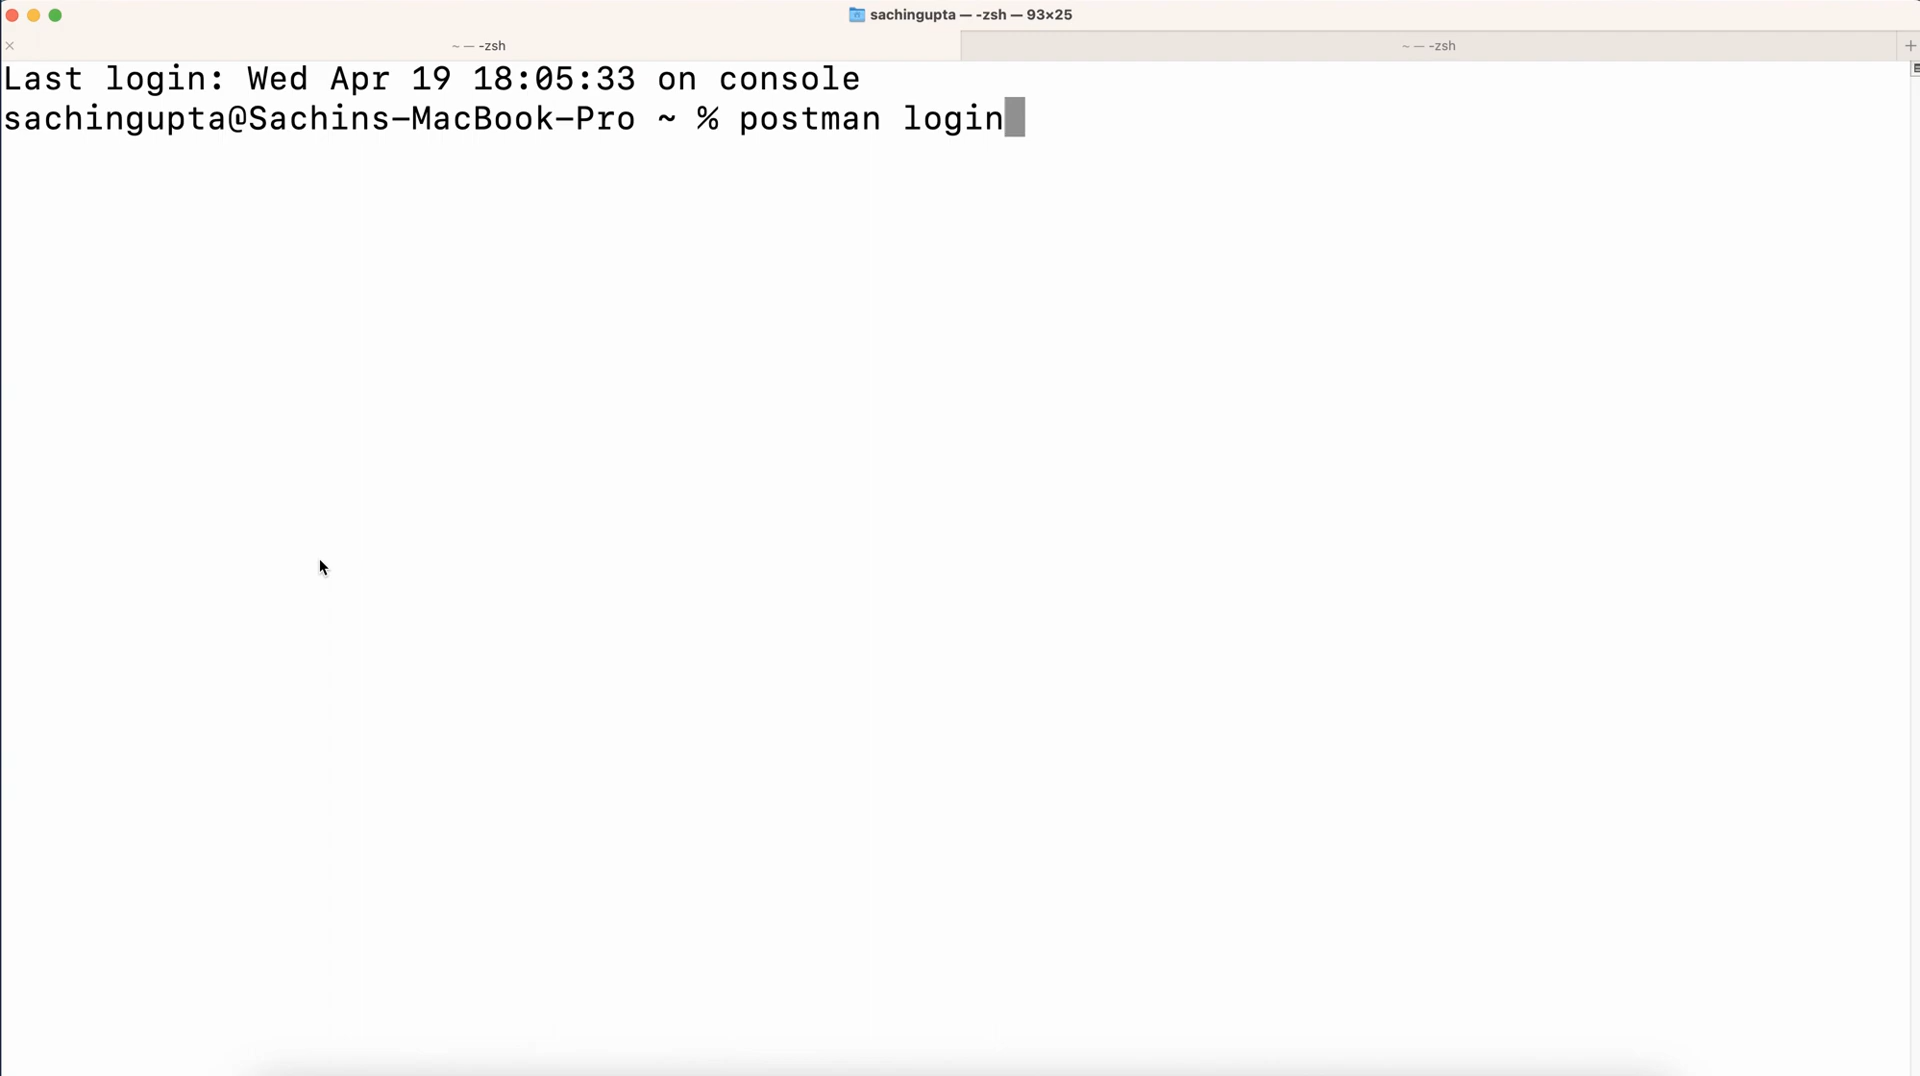 sachingupta — -zsh — 93×25
~ — -zsh
~ — -zsh
Last login: Wed Apr 19 18:05:33 on console
sachingupta@Sachins-MacBook-Pro ~ % postman login